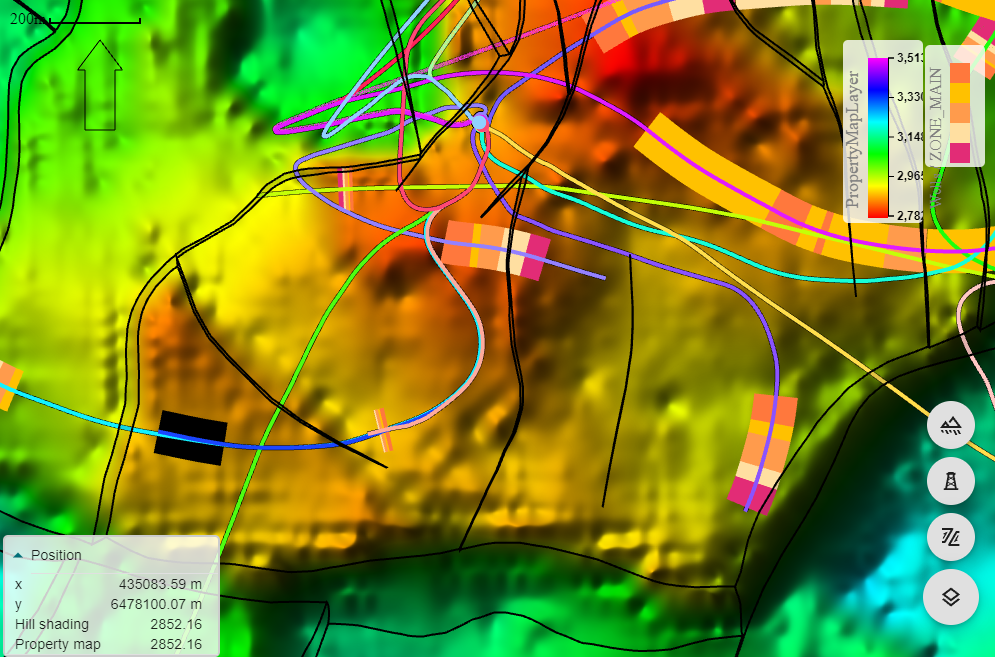 200m
PropertyMapLayer
3,513
3,330
3,148
2,965
2,782
ZONE_MAIN
Position
x 435083.59 m
y 6478100.07 m
Hill shading 2852.16
Property map 2852.16